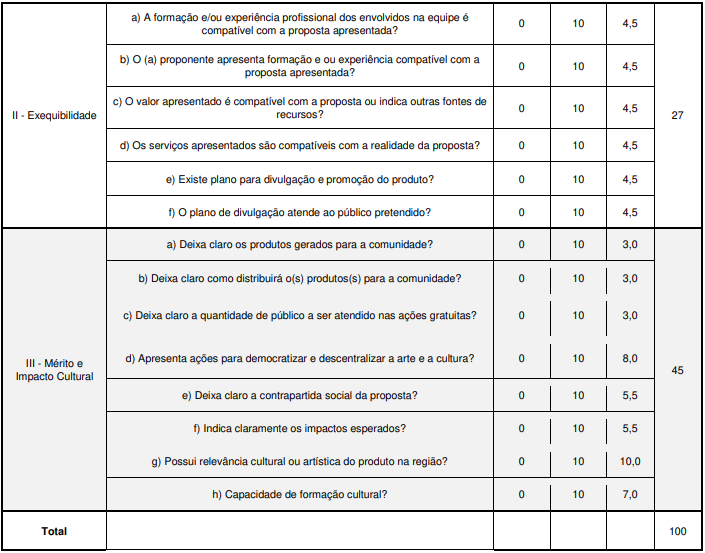 II - Exequibilidade
a) A formação e/ou experiência profissional dos envolvidos na equipe é
compatível com a proposta apresentada?
0 10 4,5
b) O (a) proponente apresenta formação e ou experiência compatível com a
proposta apresentada?
0 10 4,5
c) O valor apresentado é compatível com a proposta ou indica outras fontes de
recursos?
0 10 4,5
d) Os serviços apresentados são compatíveis com a realidade da proposta?
0 10 4,5
e) Existe plano para divulgação e promoção do produto?
0 10 4,5
f) O plano de divulgação atende ao público pretendido?
0 10 4,5
27
III - Mérito e
Impacto Cultural
a) Deixa claro os produtos gerados para a comunidade?
0 10 3,0
b) Deixa claro como distribuirá o(s) produtos(s) para a comunidade?
0 10 3,0
c) Deixa claro a quantidade de público a ser atendido nas ações gratuitas?
0 10 3,0
d) Apresenta ações para democratizar e descentralizar a arte e a cultura?
0 10 8,0
e) Deixa claro a contrapartida social da proposta?
0 10 5,5
f) Indica claramente os impactos esperados?
0 10 5,5
g) Possui relevância cultural ou artística do produto na região?
0 10 10,0
h) Capacidade de formação cultural?
0 10 7,0
45
Total
100